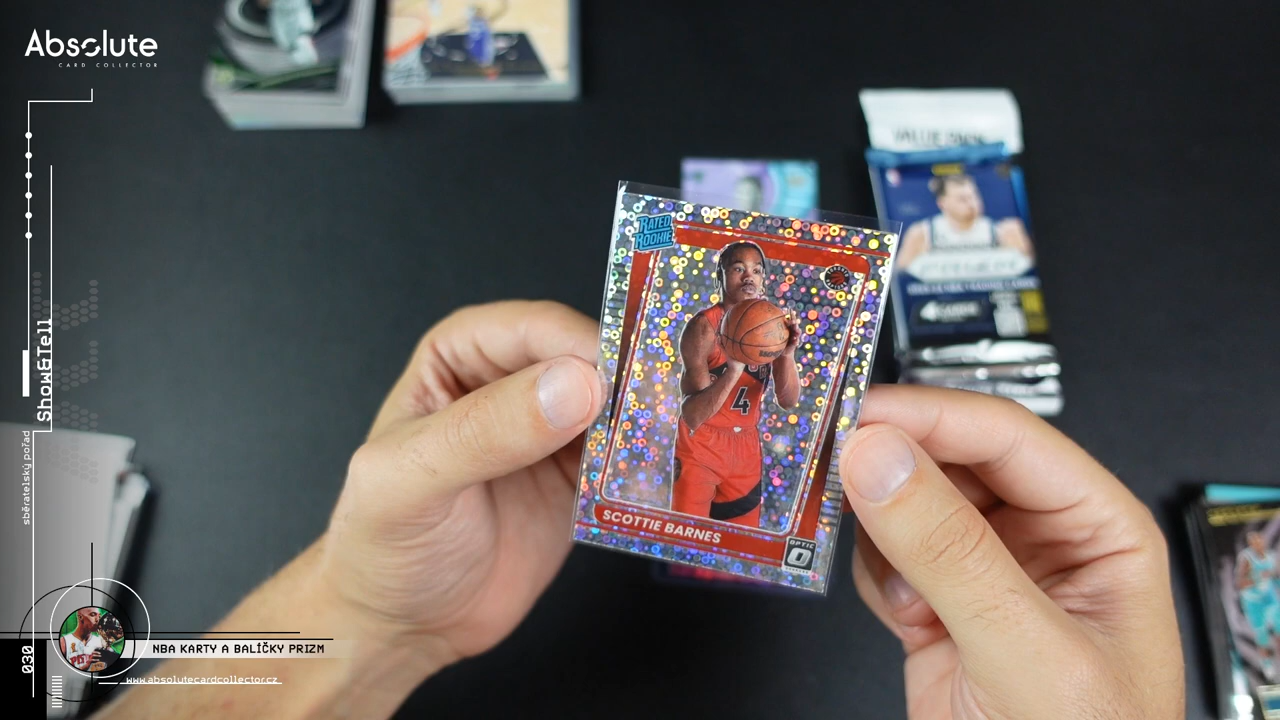 Absolute
CARD COLLECTOR
VALUE PACK
RATED
ROOKIE
4
SCOTTIE BARNES
OPTIC
Show&Tell
sběratelský pořad
030
NBA KARTY A BALÍČKY PRIZM
www.absolutecardcollector.cz